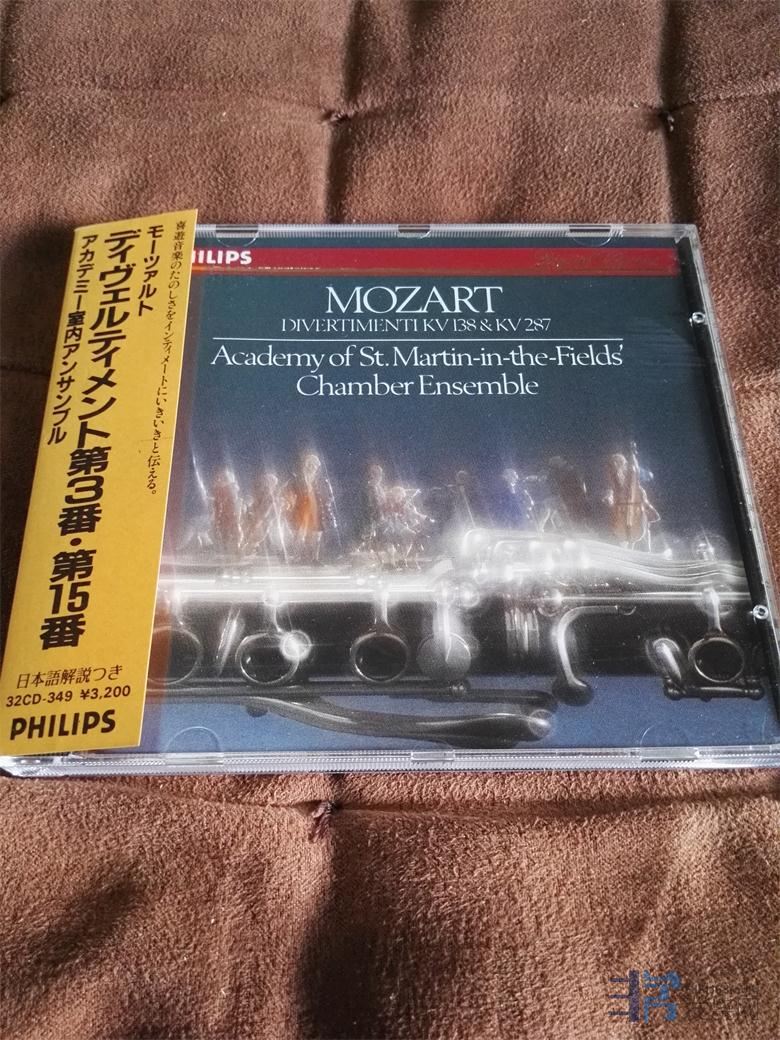 喜遊音楽のたのしさをインティメートにいきいきと伝える。
モーツァルト
ディヴェルティメント第3番・第15番
アカデミー室内アンサンブル
日本語解説つき
32CD-349 ¥3,200
PHILIPS
HILIPS
MOZART
DIVERTIMENTI KV 138 & KV 287
Academy of St. Martin-in-the-Fields'
Chamber Ensemble